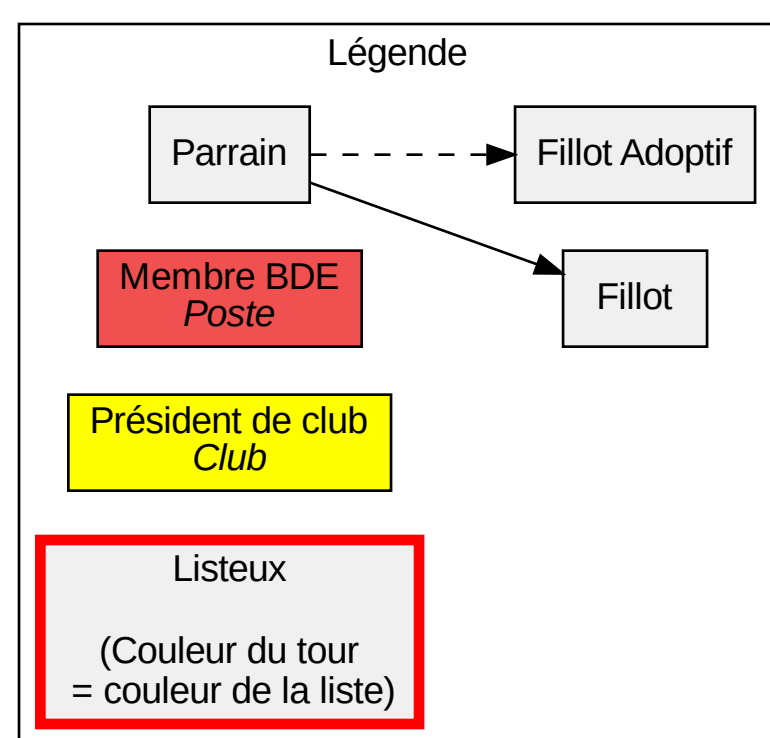 Légende
Parrain
Fillot Adoptif
Membre BDE
Poste
Fillot
Président de club
Club
Listeux
(Couleur du tour
= couleur de la liste)